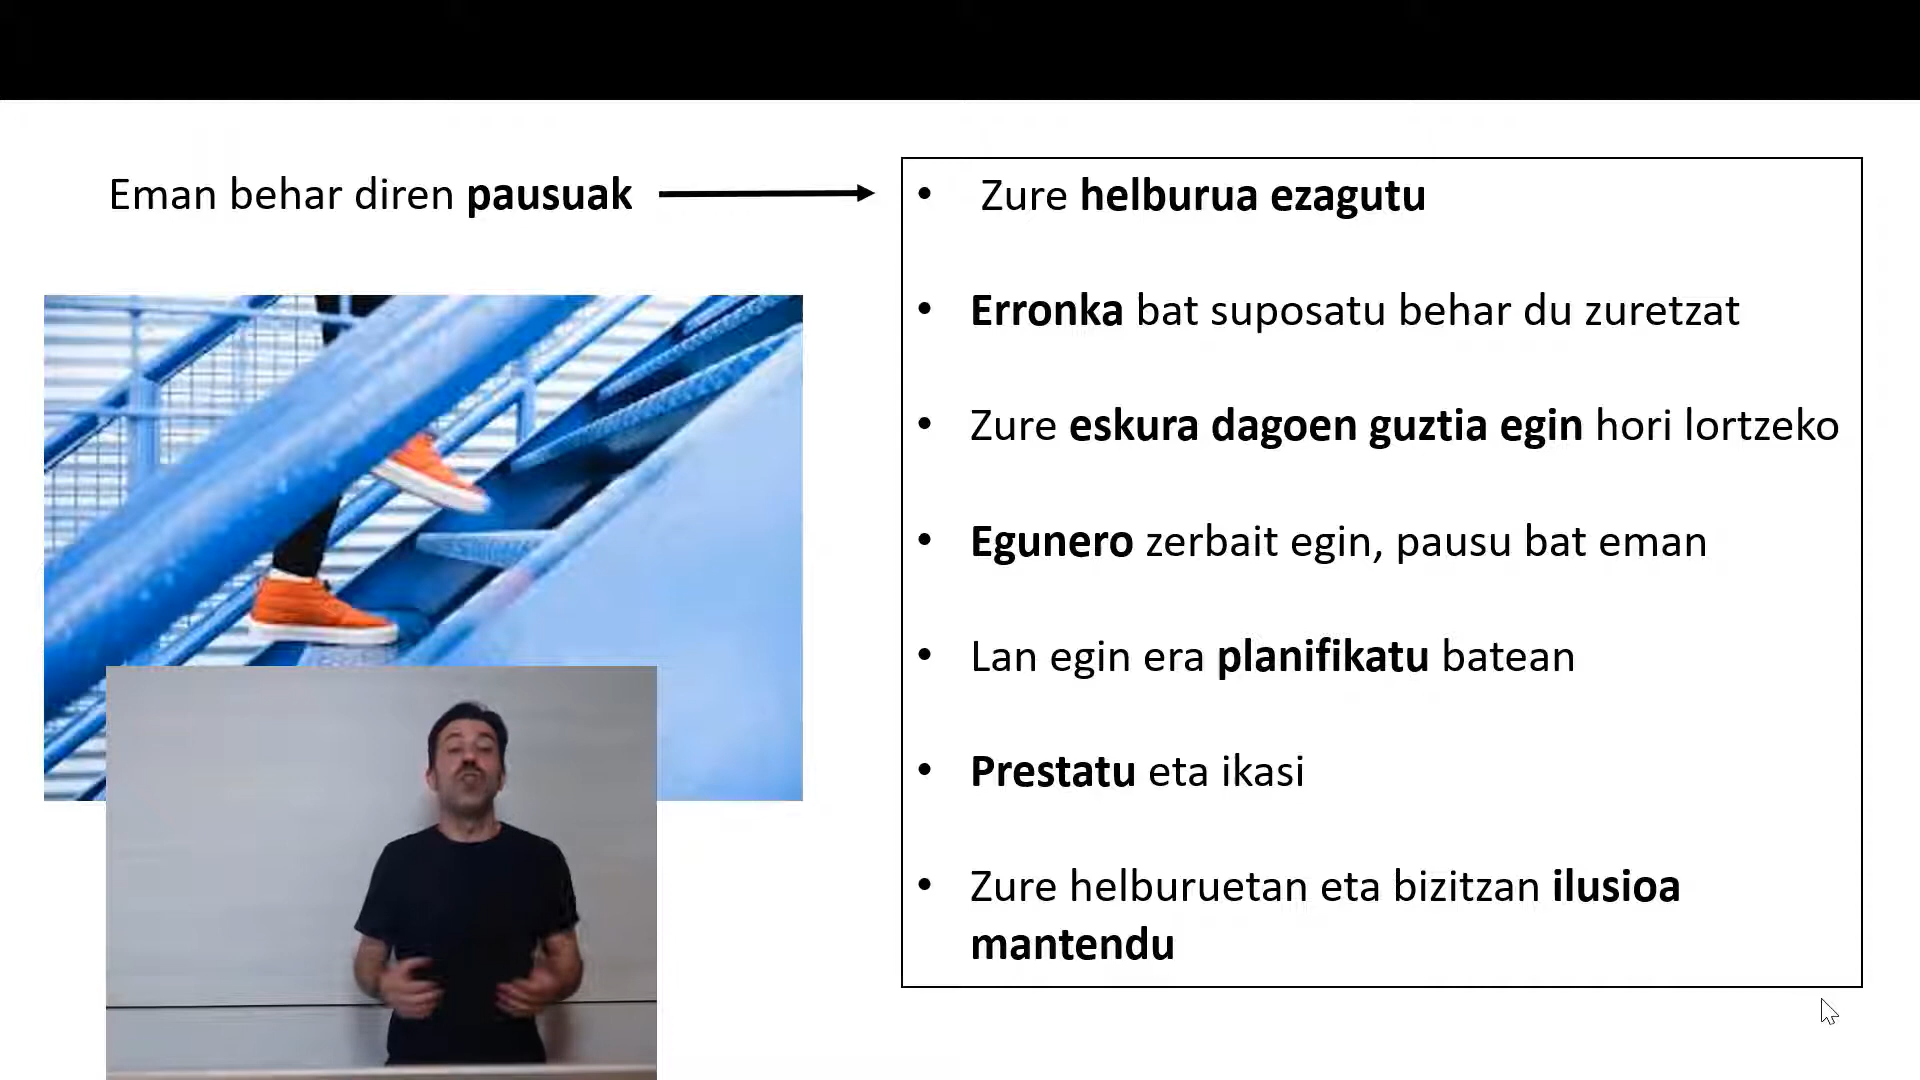 Eman behar diren pausuak
• Zure helburua ezagutu
• Erronka bat suposatu behar du zuretzat
• Zure eskura dagoen guztia egin hori lortzeko
• Egunero zerbait egin, pausu bat eman
• Lan egin era planifikatu batean
• Prestatu eta ikasi
• Zure helburuetan eta bizitzan ilusioa
mantendu